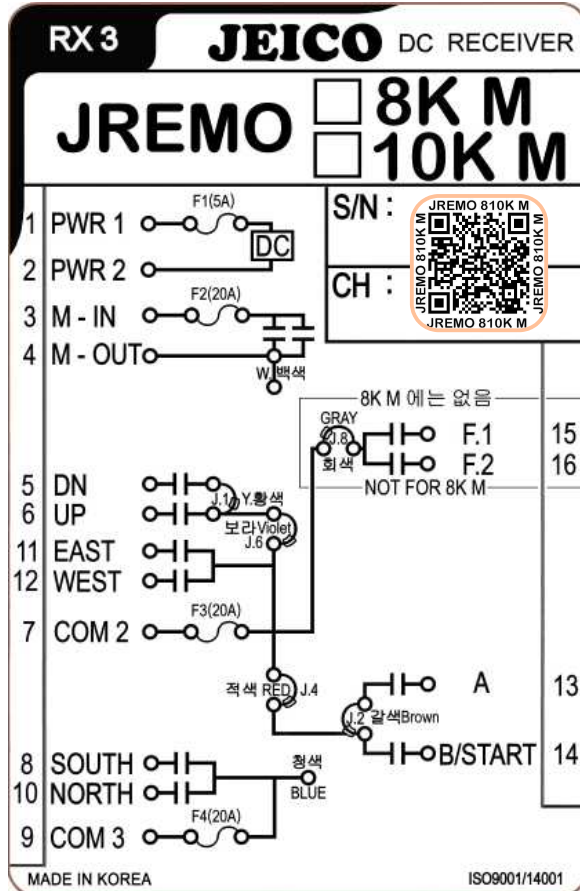 RX 3 JEICO DC RECEIVER
JREMO 8K M
10K M
F1(5A)
1 PWR 1
DC
2 PWR 2
F2(20A)
3 M - IN
4 M - OUT
W. 백색
S/N :
JREMO 810K M
JREMO 810K M
JREMO 810K M
JREMO 810K M
CH :
8K M 에는 없음
GRAY
J.8
회색
F.1 15
F.2 16
NOT FOR 8K M
5 DN
J.1 Y.황색
6 UP
보라Violet
J.6
11 EAST
12 WEST
F3(20A)
7 COM 2
적색 RED J.4
A 13
J.2 갈색Brown
B/START 14
8 SOUTH
청색
BLUE
10 NORTH
F4(20A)
9 COM 3
MADE IN KOREA ISO9001/14001